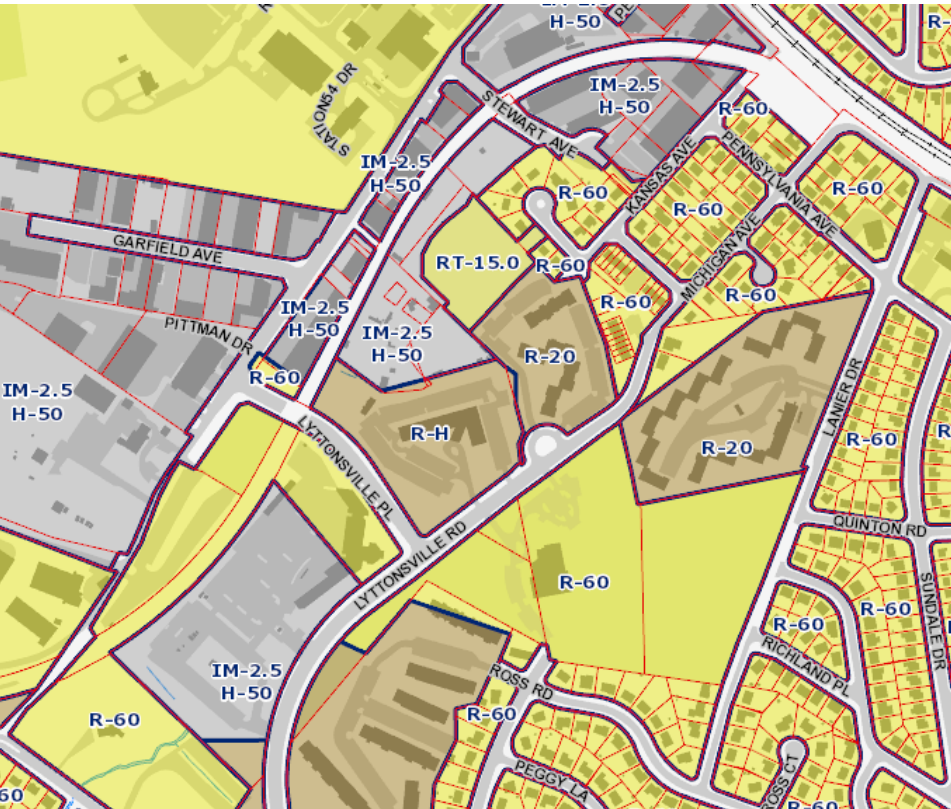 H-50
R-
IM-2.5
H-50
STATION54 DR
STEWART AVE
R-60
IM-2.5
H-50
KANSAS AVE
PENNSYLVANIA AVE
R-60
R-60
R-60
GARFIELD AVE
MICHIGAN AVE
RT-15.0
R-60
R-60
R-60
IM-2.5
H-50
PITTMAN DR
IM-2.5
H-50
R-20
LANIER DR
R-60
IM-2.5
H-50
R-H
R-20
R-60
R
LYTTONSVILLE PL
QUINTON RD
LYTTONSVILLE RD
R-60
SUNDALE DR
R-60
R-60
RICHLAND PL
IM-2.5
H-50
ROSS RD
R-60
R-60
PEGGY LA
ROSS CT
60
R-60